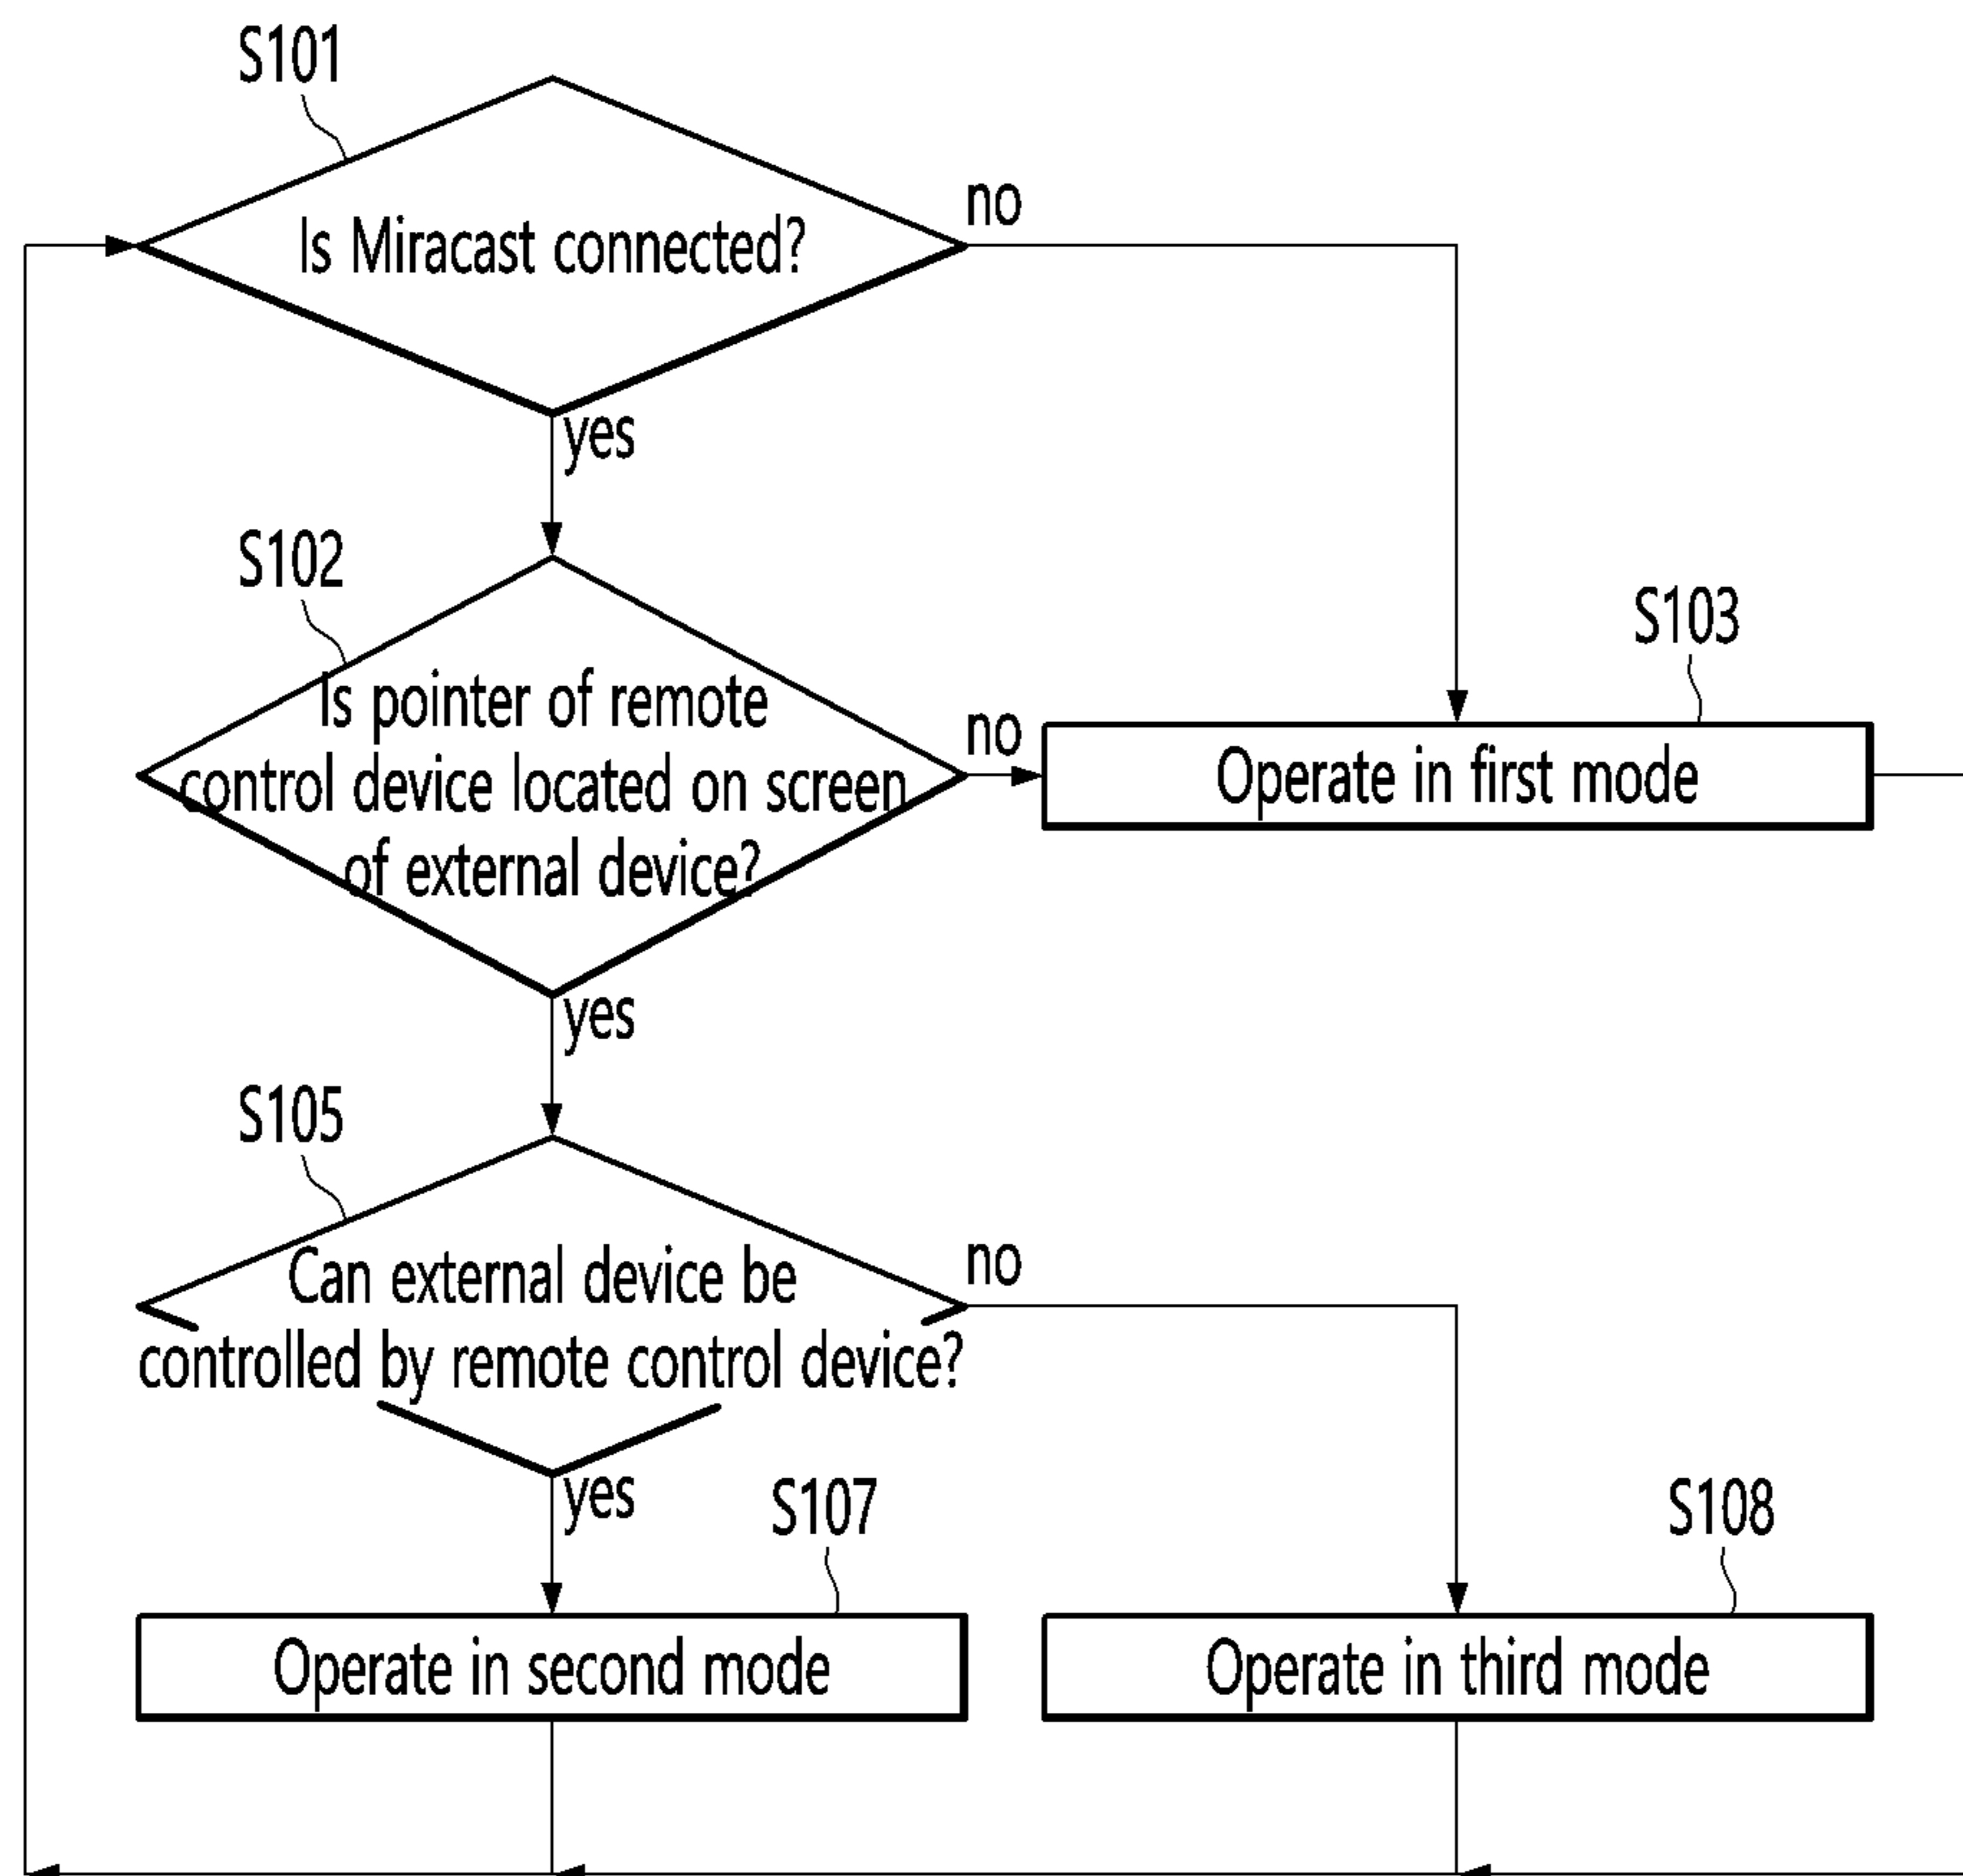 S101
Is Miracast connected?
no
yes
S102
Is pointer of remote
control device located on screen
of external device?
no
S103
Operate in first mode
yes
S105
Can external device be
controlled by remote control device?
no
yes
S107
Operate in second mode
S108
Operate in third mode